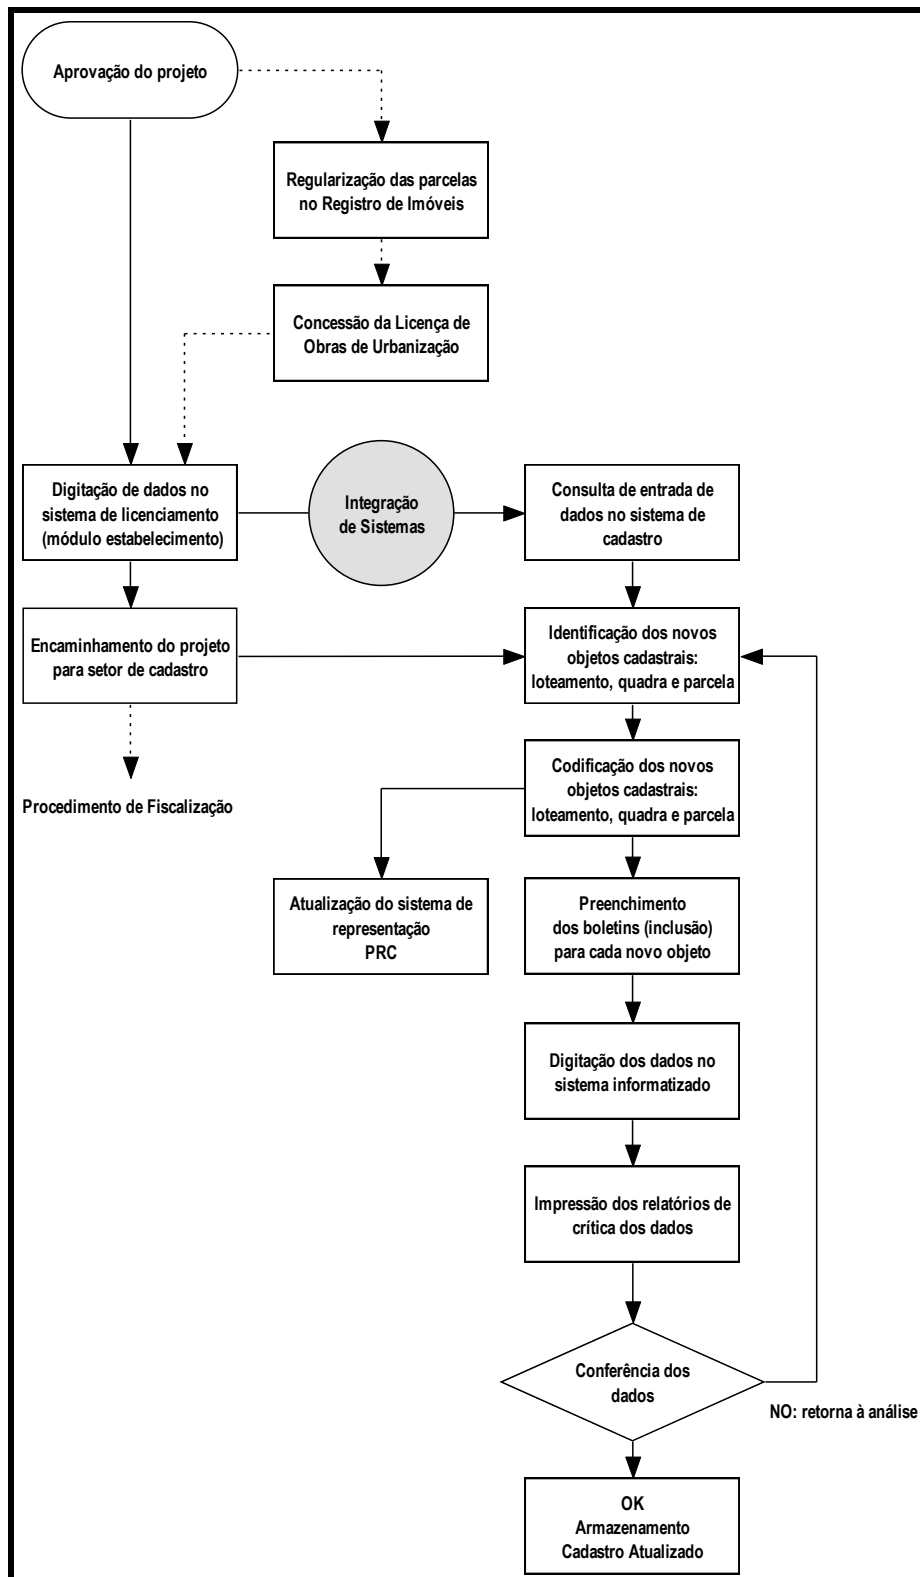 Aprovação do projeto
Regularização das parcelas
no Registro de Imóveis
Concessão da Licença de
Obras de Urbanização
Digitação de dados no
sistema de licenciamento
(módulo estabelecimento)
Integração
de Sistemas
Consulta de entrada de
dados no sistema de
cadastro
Encaminhamento do projeto
para setor de cadastro
Identificação dos novos
objetos cadastrais:
loteamento, quadra e parcela
Procedimento de Fiscalização
Codificação dos novos
objetos cadastrais:
loteamento, quadra e parcela
Atualização do sistema de
representação
PRC
Preenchimento
dos boletins (inclusão)
para cada novo objeto
Digitação dos dados no
sistema informatizado
Impressão dos relatórios de
crítica dos dados
Conferência dos
dados
NO: retorna à análise
OK
Armazenamento
Cadastro Atualizado